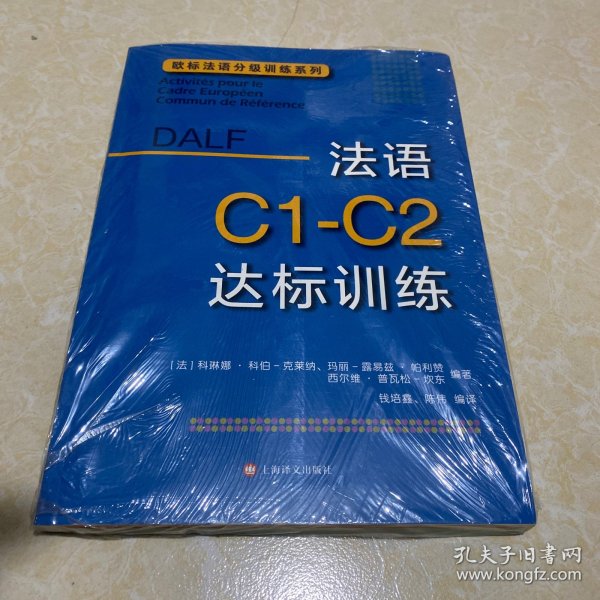 欧标法语分级训练系列
Activités pour le
Cadre Européen
Commun de Référence
DALF
法语
C1-C2
达标训练
[法] 科琳娜·科伯-克莱纳、玛丽-露易兹·帕利赞
西尔维·普瓦松-坎东 编著
钱培鑫、陈伟 编译
上海译文出版社
孔夫子旧书网
www.kongfz.com